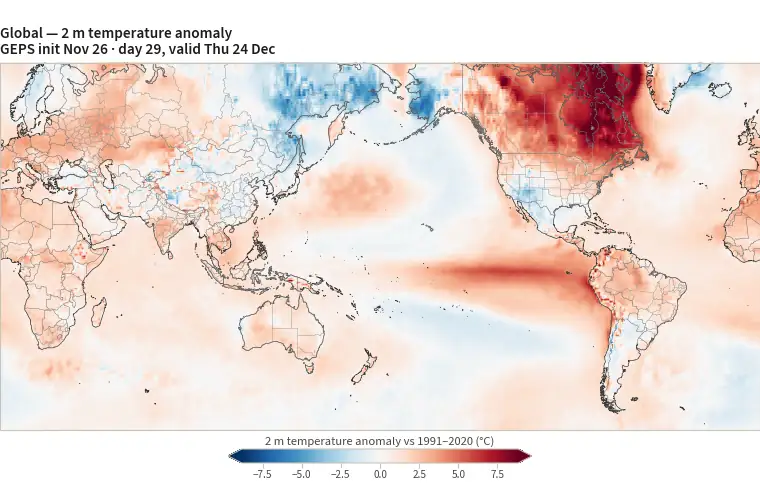 Global — 2 m temperature anomaly
GEPS init Nov 26 · day 29, valid Thu 24 Dec
2 m temperature anomaly vs 1991–2020 (°C)
−7.5 −5.0 −2.5 0.0 2.5 5.0 7.5